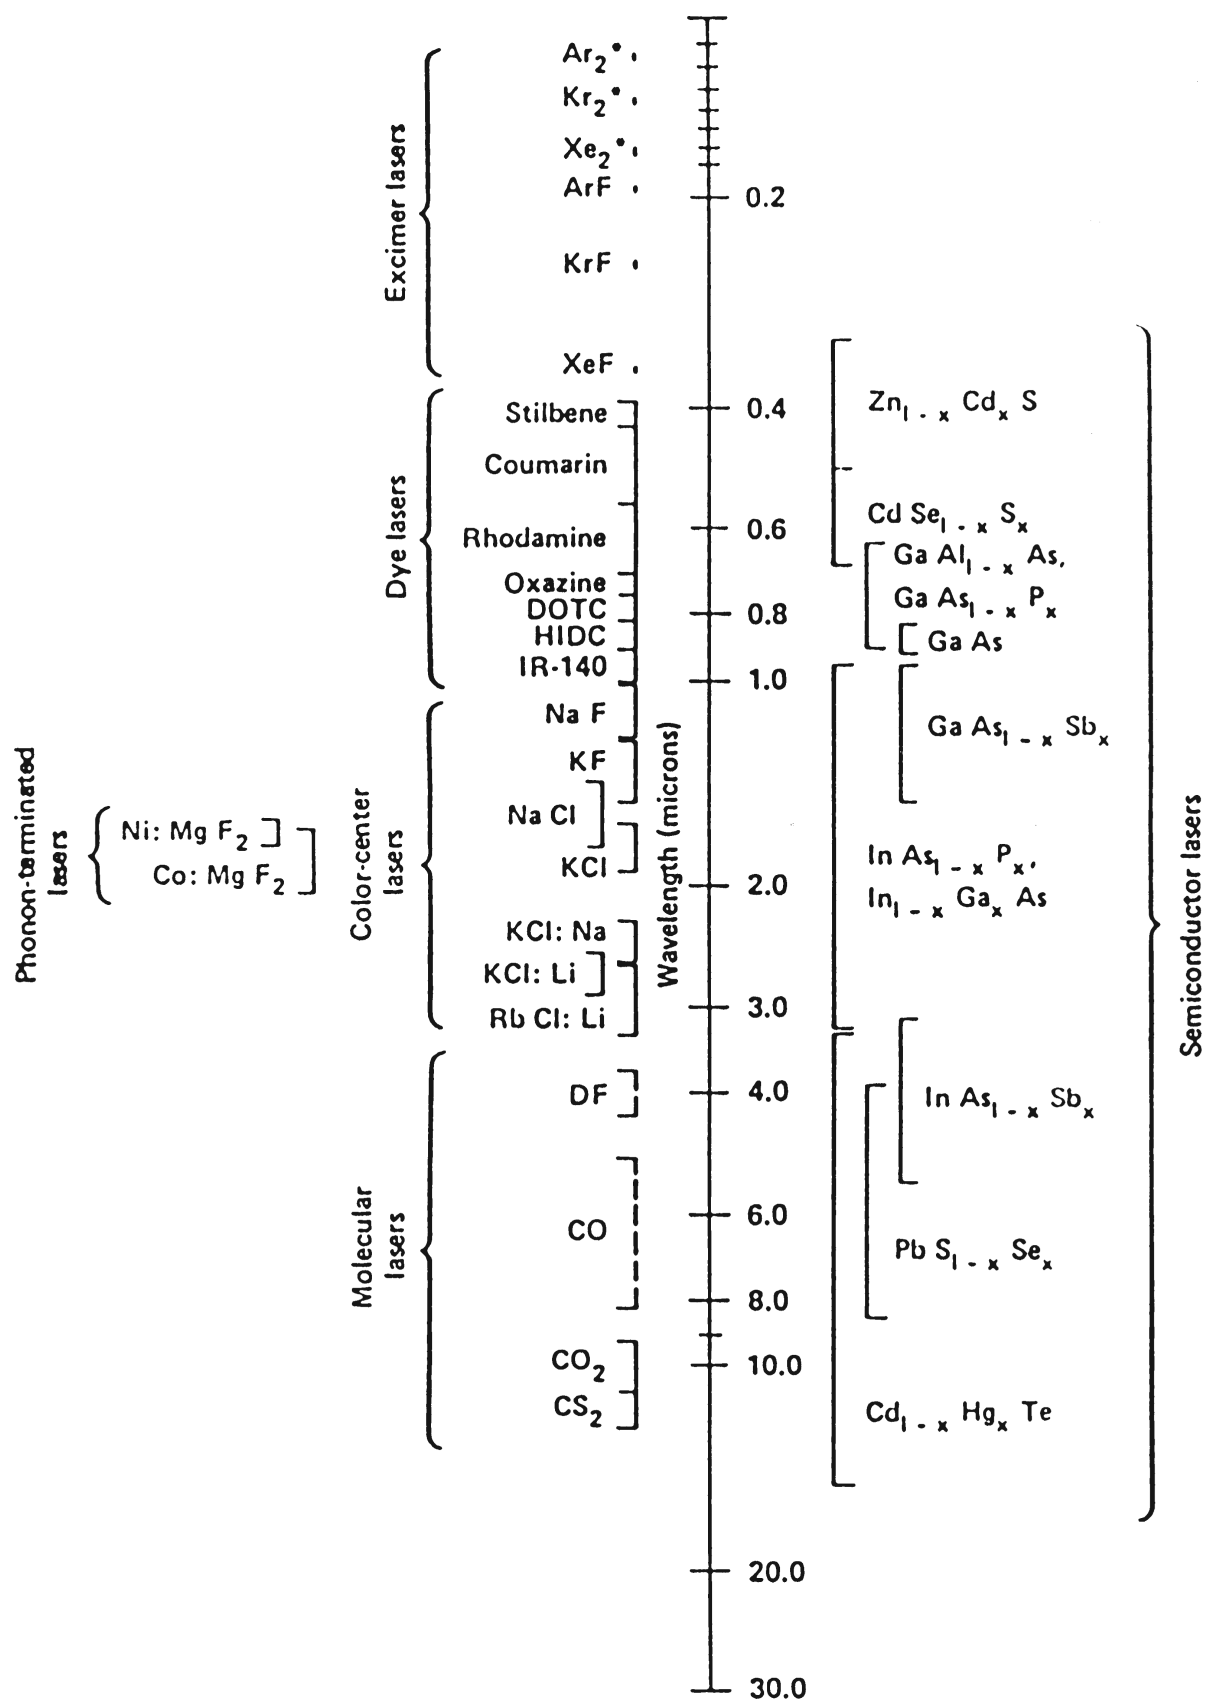 Excimer lasers
Ar2*
Kr2*
Xe2*
ArF
KrF
XeF
Dye lasers
Stilbene
Coumarin
Rhodamine
Oxazine
DOTC
HIDC
IR-140
Phonon-terminated
lasers
Ni: Mg F2
Co: Mg F2
Color-center
lasers
Na F
KF
Na Cl
KCl
KCl: Na
KCl: Li
Rb Cl: Li
Molecular
lasers
DF
CO
CO2
CS2
Wavelength (microns)
0.2
0.4
0.6
0.8
1.0
2.0
3.0
4.0
6.0
8.0
10.0
20.0
30.0
Zn1-x Cdx S
Cd Se1-x Sx
Ga Al1-x As,
Ga As1-x Px
Ga As
Ga As1-x Sbx
In As1-x Px,
In1-x Gax As
In As1-x Sbx
Pb S1-x Sex
Cd1-x Hgx Te
Semiconductor lasers